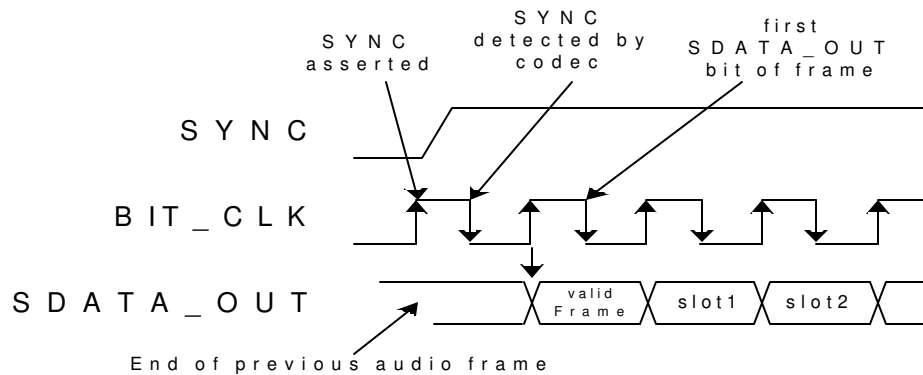 SYNC
asserted
SYNC
detected by
codec
first
SDATA_OUT
bit of frame
SYNC
BIT_CLK
SDATA_OUT
valid
Frame
slot1
slot2
End of previous audio frame